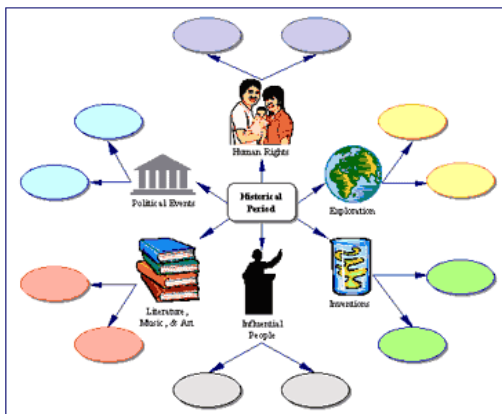 Human Rights
Political Events
Historical
Period
Exploration
Literature,
Music, & Art
Influential
People
Inventions